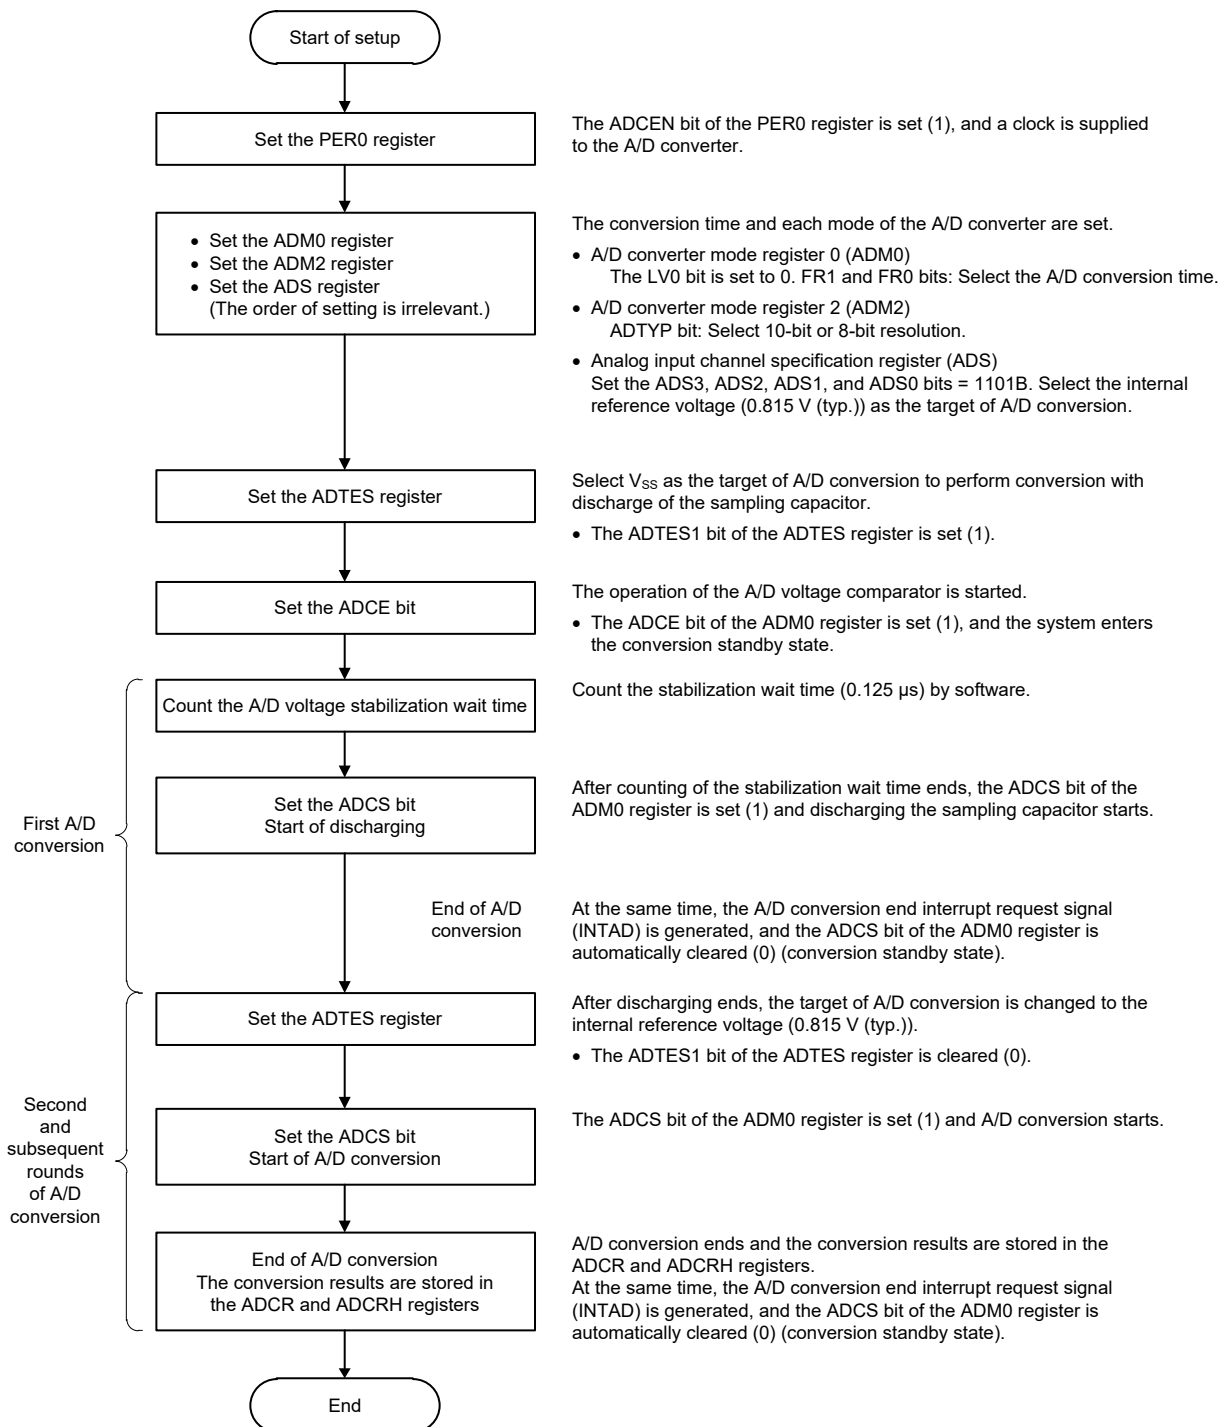 Start of setup
Set the PER0 register
The ADCEN bit of the PER0 register is set (1), and a clock is supplied
to the A/D converter.
• Set the ADM0 register
• Set the ADM2 register
• Set the ADS register
(The order of setting is irrelevant.)
The conversion time and each mode of the A/D converter are set.
• A/D converter mode register 0 (ADM0)
The LV0 bit is set to 0. FR1 and FR0 bits: Select the A/D conversion time.
• A/D converter mode register 2 (ADM2)
ADTYP bit: Select 10-bit or 8-bit resolution.
• Analog input channel specification register (ADS)
Set the ADS3, ADS2, ADS1, and ADS0 bits = 1101B. Select the internal
reference voltage (0.815 V (typ.)) as the target of A/D conversion.
Set the ADTES register
Select VSS as the target of A/D conversion to perform conversion with
discharge of the sampling capacitor.
• The ADTES1 bit of the ADTES register is set (1).
Set the ADCE bit
The operation of the A/D voltage comparator is started.
• The ADCE bit of the ADM0 register is set (1), and the system enters
the conversion standby state.
First A/D
conversion
Count the A/D voltage stabilization wait time
Count the stabilization wait time (0.125 µs) by software.
Set the ADCS bit
Start of discharging
After counting of the stabilization wait time ends, the ADCS bit of the
ADM0 register is set (1) and discharging the sampling capacitor starts.
End of A/D
conversion
At the same time, the A/D conversion end interrupt request signal
(INTAD) is generated, and the ADCS bit of the ADM0 register is
automatically cleared (0) (conversion standby state).
Second
and
subsequent
rounds
of A/D
conversion
Set the ADTES register
After discharging ends, the target of A/D conversion is changed to the
internal reference voltage (0.815 V (typ.)).
• The ADTES1 bit of the ADTES register is cleared (0).
Set the ADCS bit
Start of A/D conversion
The ADCS bit of the ADM0 register is set (1) and A/D conversion starts.
End of A/D conversion
The conversion results are stored in
the ADCR and ADCRH registers
A/D conversion ends and the conversion results are stored in the
ADCR and ADCRH registers.
At the same time, the A/D conversion end interrupt request signal
(INTAD) is generated, and the ADCS bit of the ADM0 register is
automatically cleared (0) (conversion standby state).
End